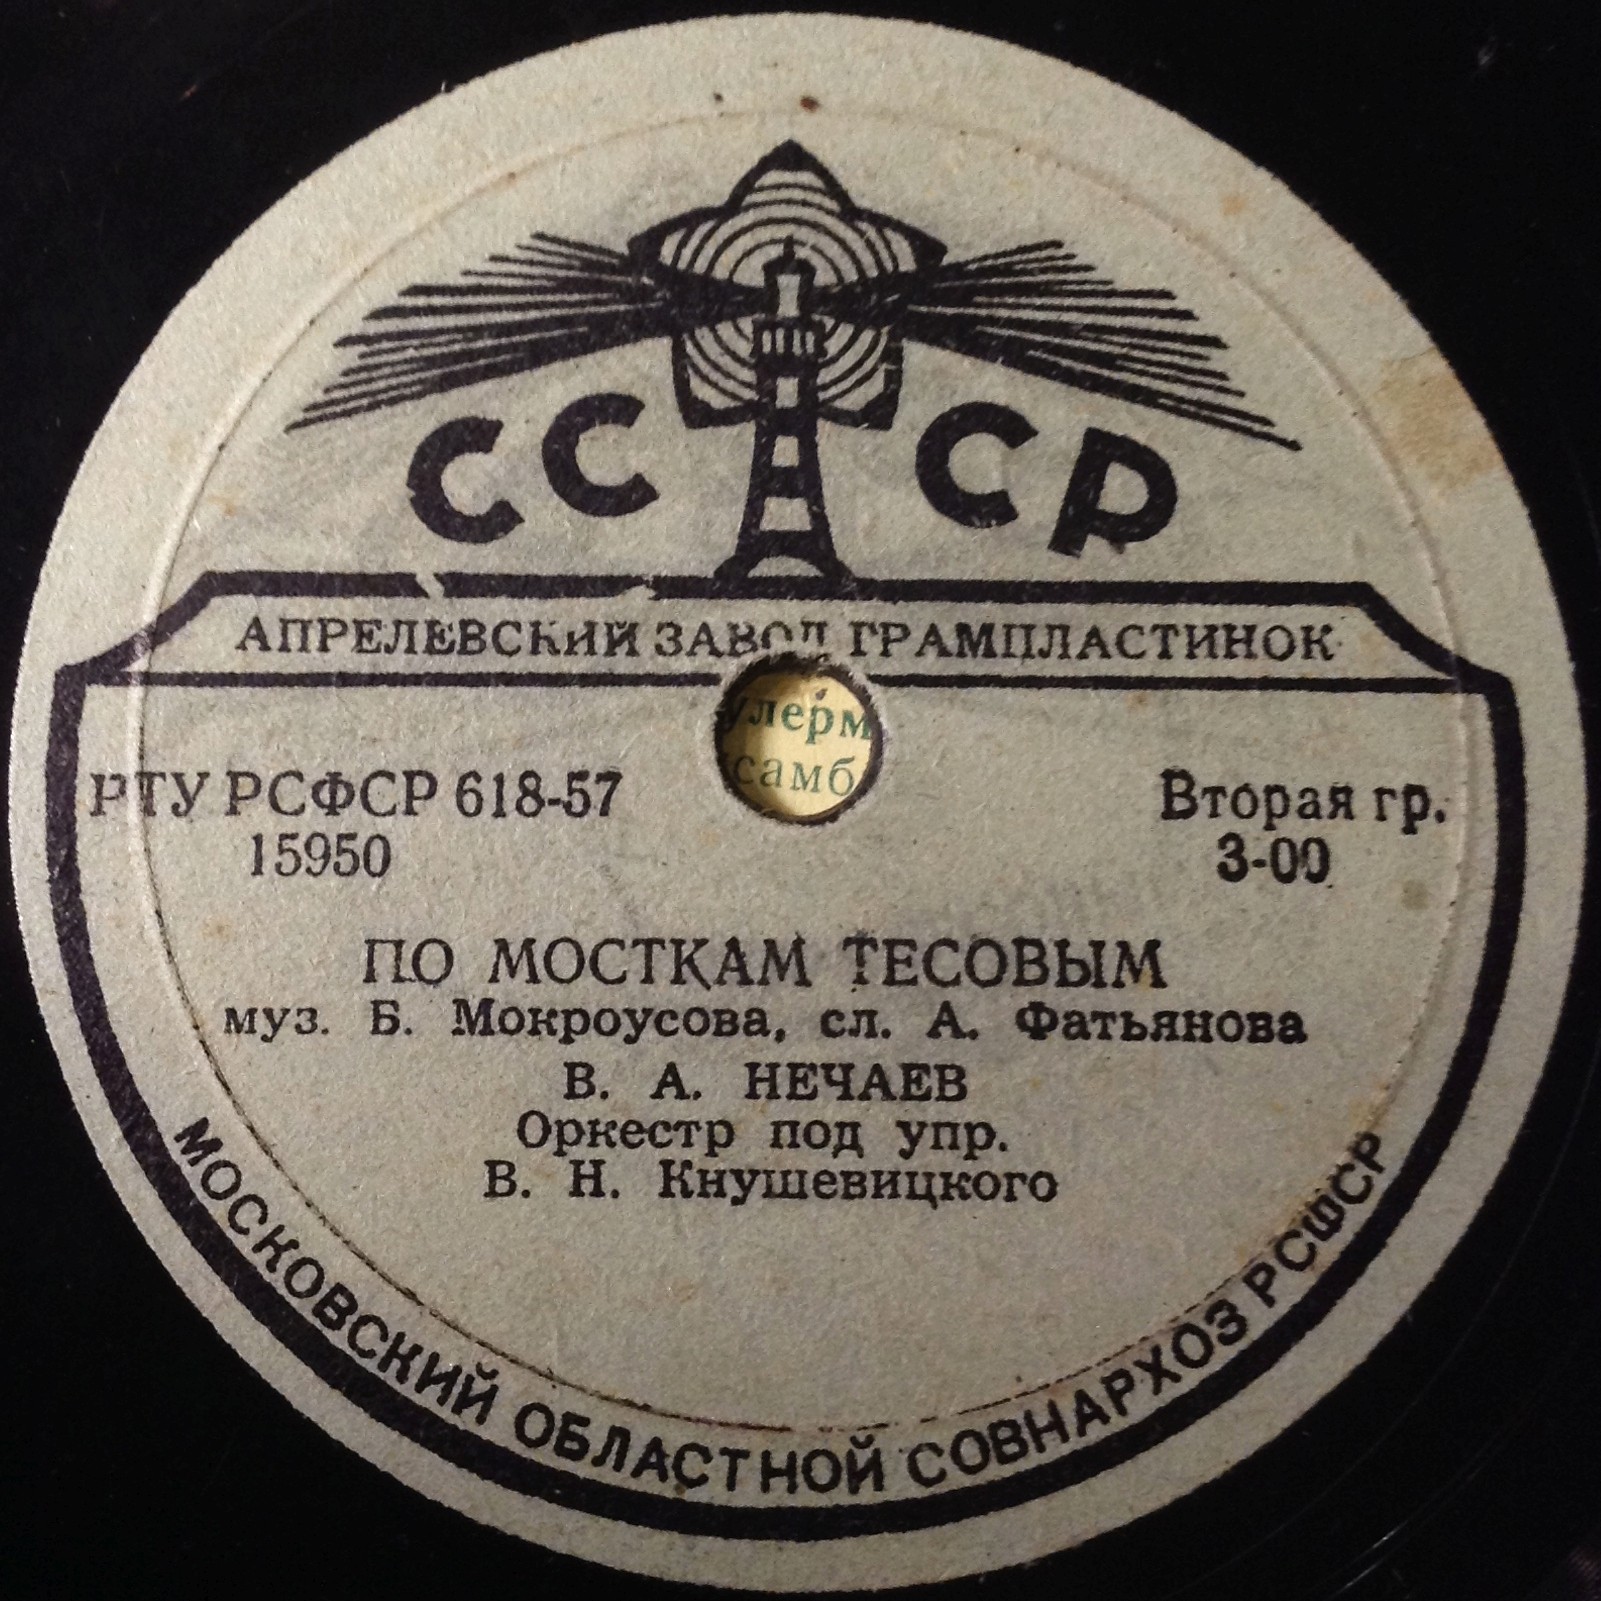 СССР
АПРЕЛЕВСКИЙ ЗАВОД ГРАМПЛАСТИНОК
РТУ РСФСР 618-57
15950
Вторая гр.
3-00
улерм
самб
ПО МОСТКАМ ТЕСОВЫМ
муз. Б. Мокроусова, сл. А. Фатьянова
В. А. НЕЧАЕВ
Оркестр под упр.
В. Н. Кнушевицкого
МОСКОВСКИЙ ОБЛАСТНОЙ СОВНАРХОЗ РСФСР